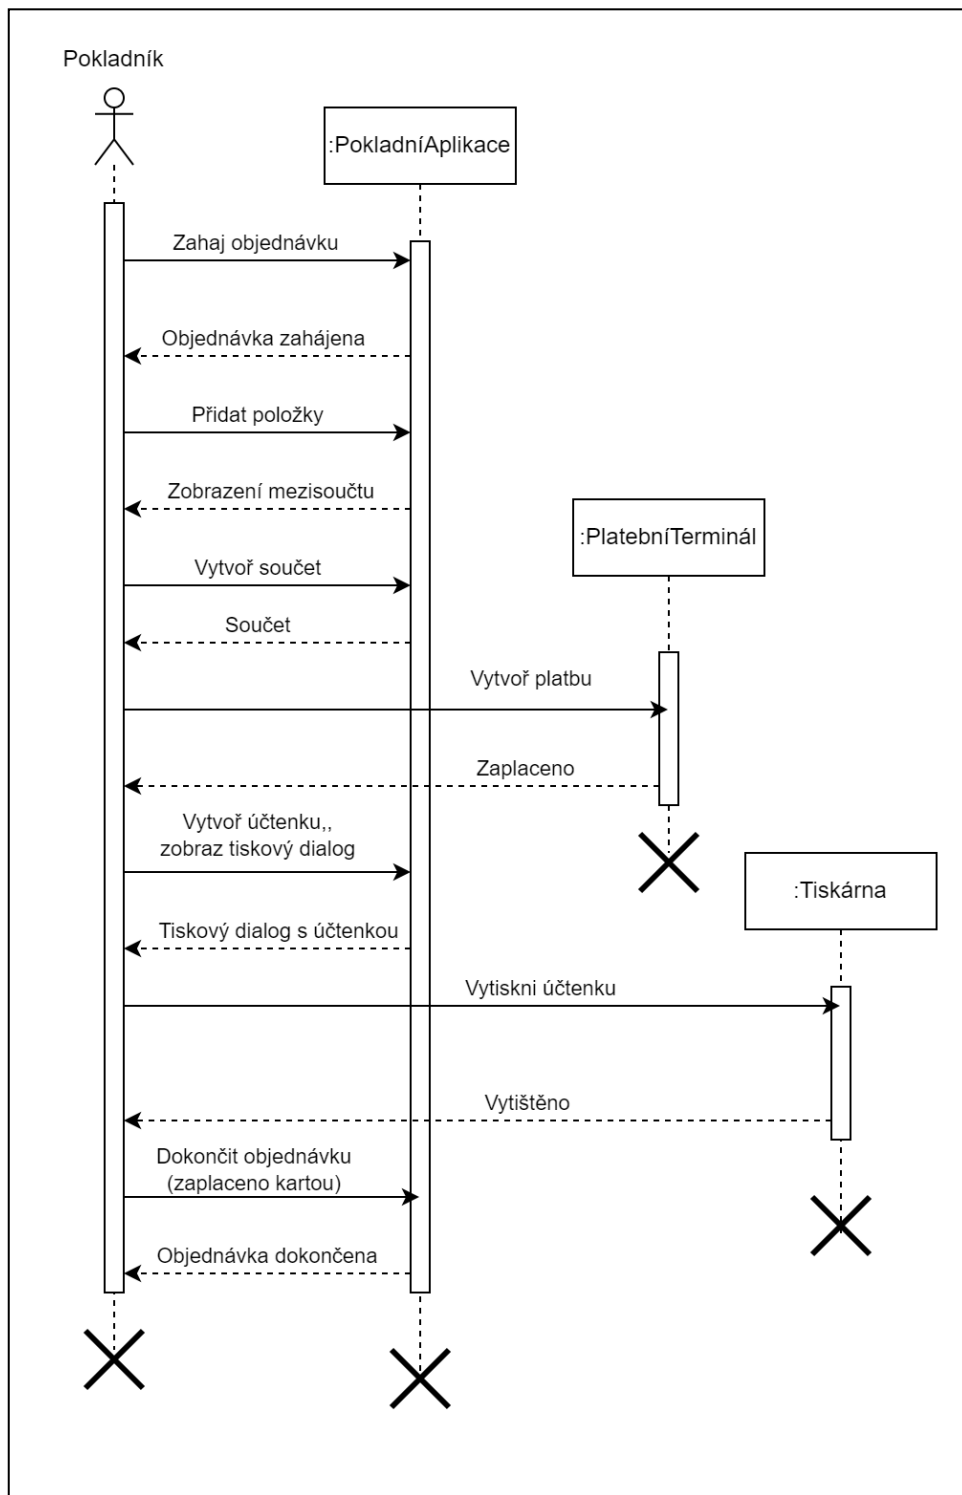 Pokladník
:PokladníAplikace
Zahaj objednávku
Objednávka zahájena
Přidat položky
Zobrazení mezisoučtu
:PlatebníTerminál
Vytvoř součet
Součet
Vytvoř platbu
Zaplaceno
Vytvoř účtenku,,
zobraz tiskový dialog
:Tiskárna
Tiskový dialog s účtenkou
Vytiskni účtenku
Vytištěno
Dokončit objednávku
(zaplaceno kartou)
Objednávka dokončena